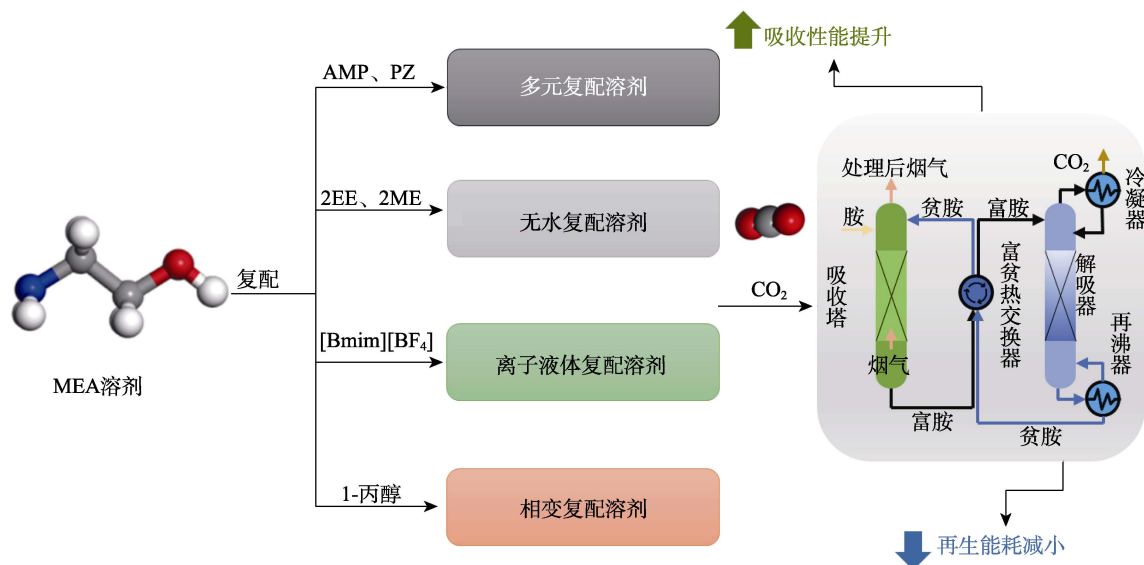 吸收性能提升
AMP、PZ
多元复配溶剂
2EE、2ME
无水复配溶剂
MEA溶剂
复配
[Bmim][BF₄]
离子液体复配溶剂
1-丙醇
相变复配溶剂
CO₂
处理后烟气
胺
贫胺
富胺
CO₂
冷凝器
吸收塔
烟气
富贫热交换器
解吸器
再沸器
富胺
贫胺
再生能耗减小